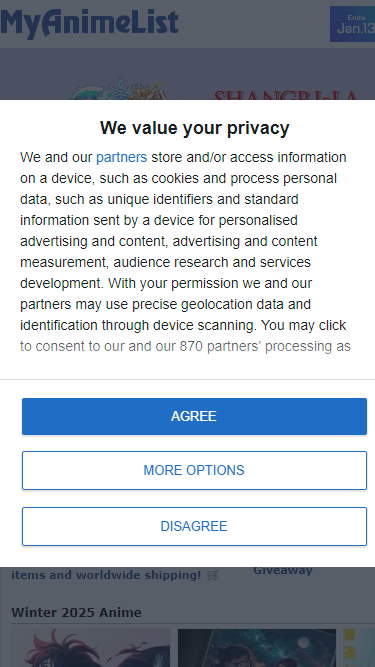 MyAnimeList
Ends
Jan.13
SHANGRI-LA
We value your privacy
We and our partners store and/or access information
on a device, such as cookies and process personal
data, such as unique identifiers and standard
information sent by a device for personalised
advertising and content, advertising and content
measurement, audience research and services
development. With your permission we and our
partners may use precise geolocation data and
identification through device scanning. You may click
to consent to our and our 870 partners’ processing as
AGREE
MORE OPTIONS
DISAGREE
items and worldwide shipping! 🛒
Giveaway
Winter 2025 Anime